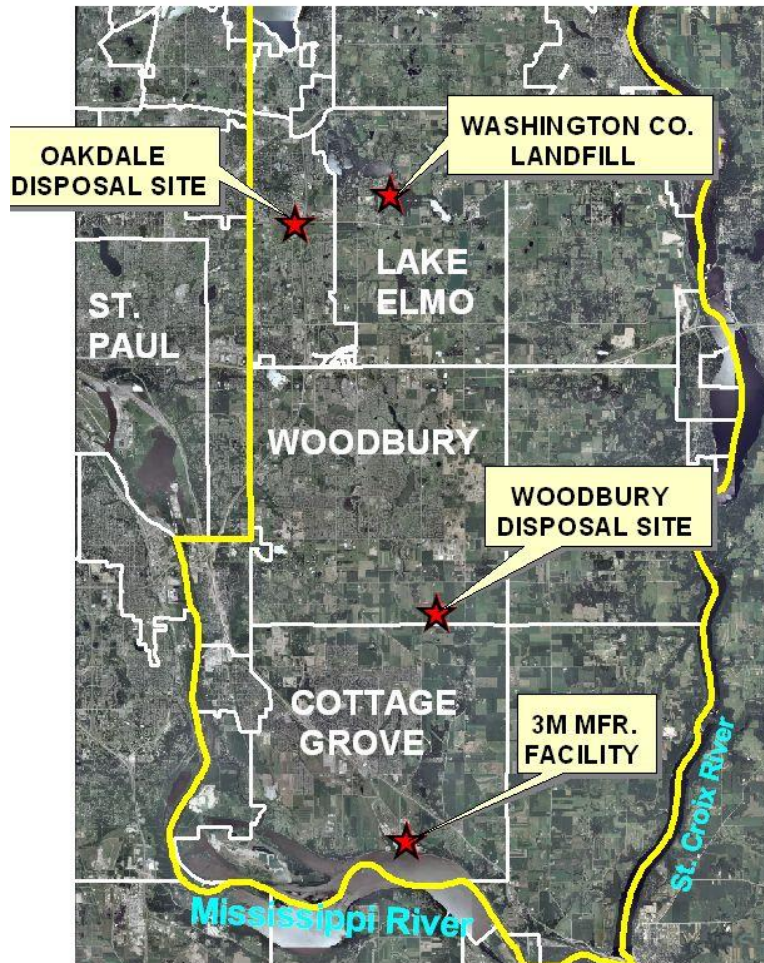 WASHINGTON CO.
LANDFILL
OAKDALE
DISPOSAL SITE
LAKE
ELMO
ST.
PAUL
WOODBURY
WOODBURY
DISPOSAL SITE
COTTAGE
GROVE
3M MFR.
FACILITY
St. Croix River
Mississippi River